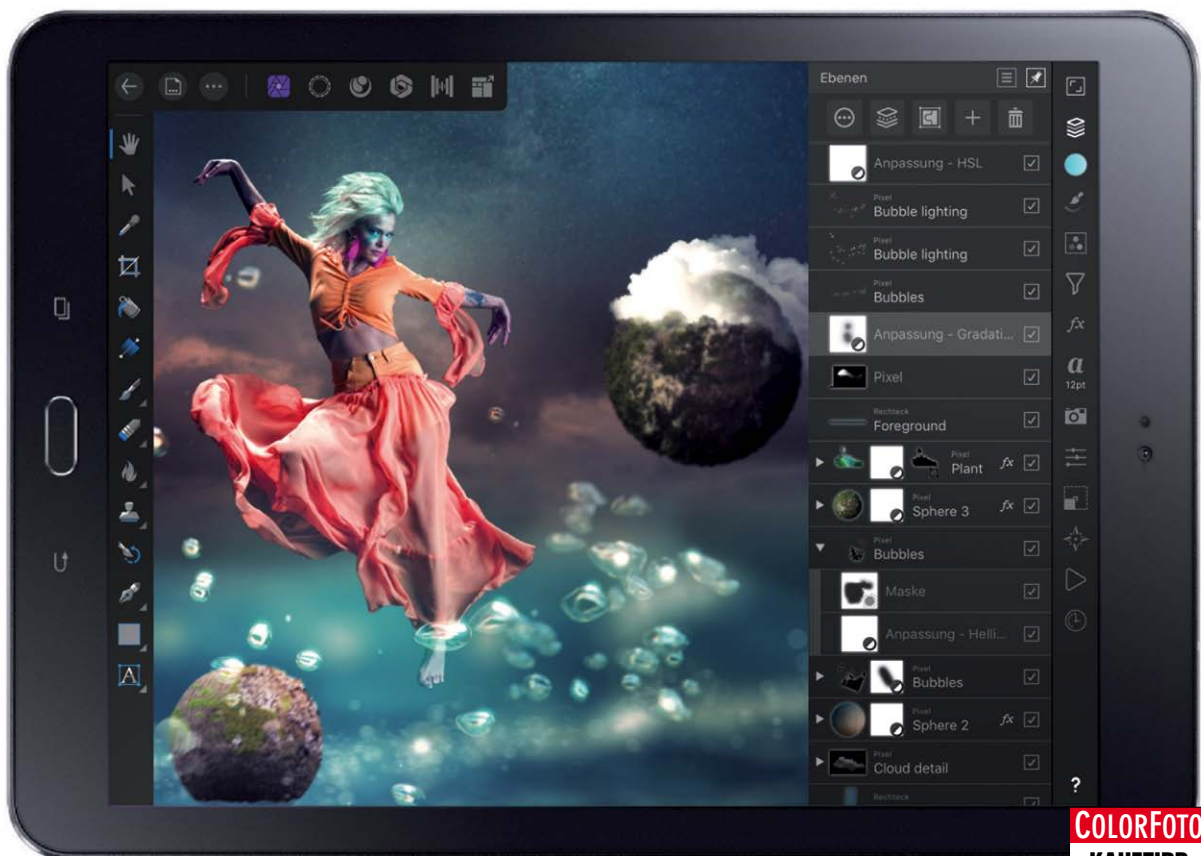 Ebenen
Anpassung - HSL
Pixel
Bubble lighting
Pixel
Bubble lighting
Pixel
Bubbles
Anpassung - Gradati...
Pixel
Rechteck
Foreground
Pixel
Plant
fx
Pixel
Sphere 3
fx
Pixel
Bubbles
Maske
Anpassung - Helli...
Pixel
Bubbles
Pixel
Sphere 2
fx
Pixel
Cloud detail
Rechteck
fx
a
12pt
?
A
COLORFOTO
KAUFTIPP